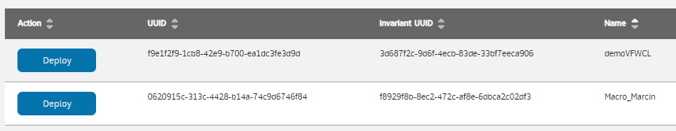 Action UUID Invariant UUID Name
Deploy f9e1f2f9-1cb8-42e9-b700-ea1dc3fe3d9d 3d687f2c-9d6f-4ecb-83de-33bf7eeca906 demoVFWCL
Deploy 0620915c-313c-4428-b14a-74c9d6746f84 f8929f8b-8ec2-472c-af8e-6dbca2c02df3 Macro_Marcin